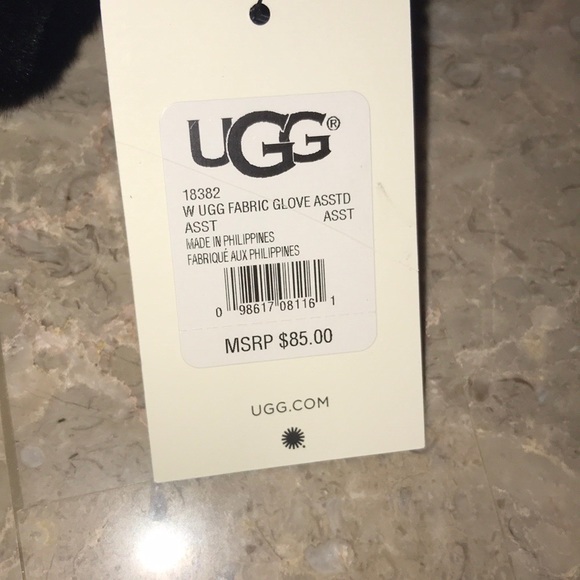 UGG®
18382
W UGG FABRIC GLOVE ASSTD
ASST ASST
MADE IN PHILIPPINES
FABRIQUÉ AUX PHILIPPINES
0 98617 08116 1
MSRP $85.00
UGG.COM